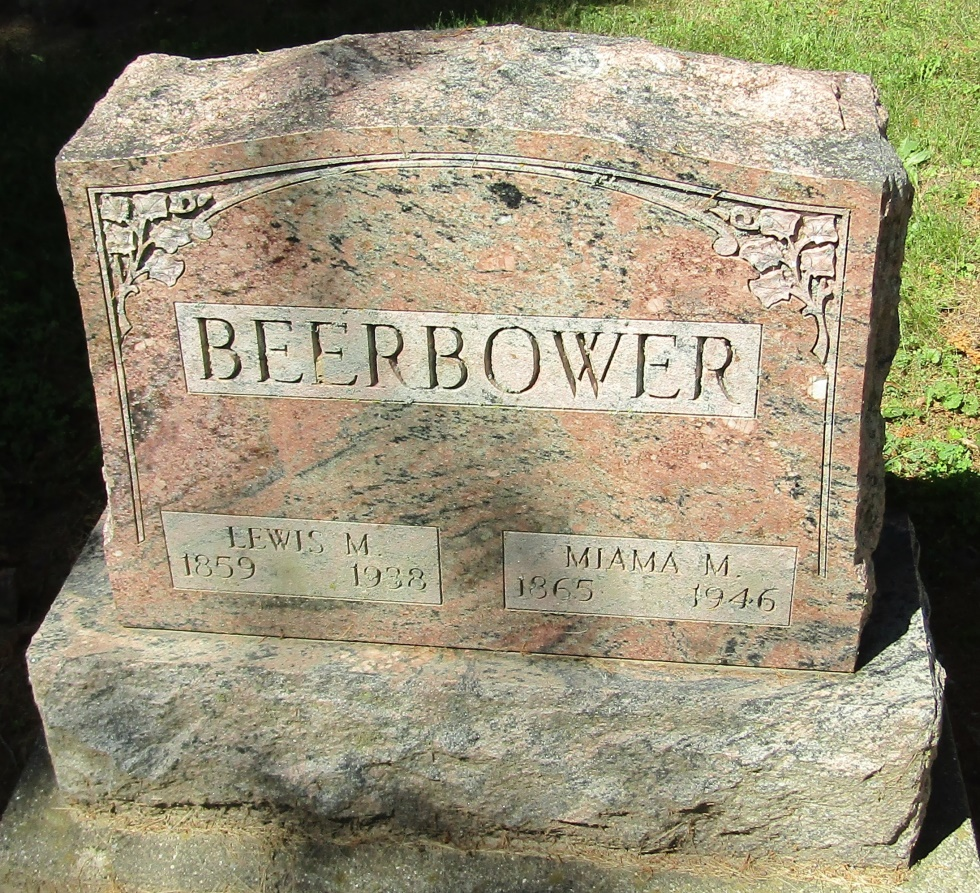 BEERBOWER
LEWIS M.
1859 1938
MIAMA M.
1865 1946